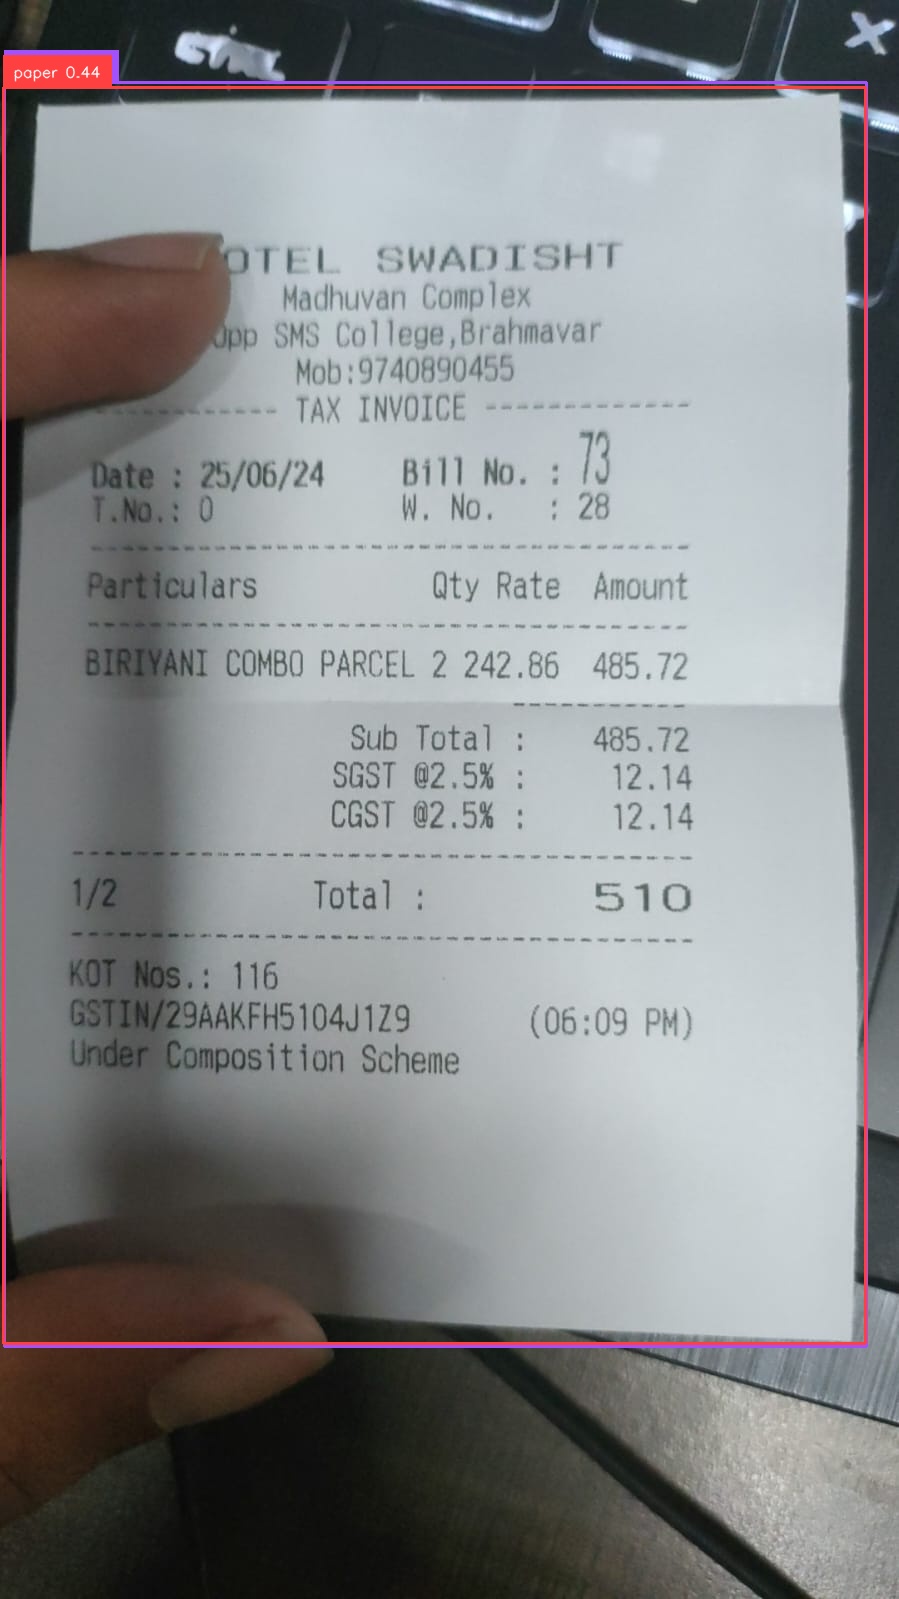 paper 0.44
OTEL SWADISHT
Madhuvan Complex
Opp SMS College,Brahmavar
Mob:9740890455
------------ TAX INVOICE -------------
Date : 25/06/24 Bill No. : 73
T.No.: 0 W. No. : 28
Particulars Qty Rate Amount
BIRIYANI COMBO PARCEL 2 242.86 485.72
Sub Total : 485.72
SGST @2.5% : 12.14
CGST @2.5% : 12.14
1/2 Total : 510
KOT Nos.: 116
GSTIN/29AAKFH5104J1Z9 (06:09 PM)
Under Composition Scheme